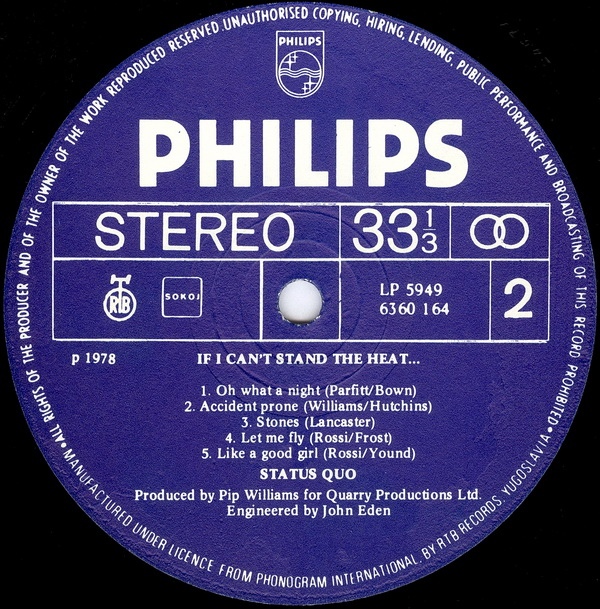 •ALL RIGHTS OF THE PRODUCER AND OF THE OWNER OF THE WORK REPRODUCED RESERVED.UNAUTHORISED COPYING, HIRING, LENDING, PUBLIC PERFORMANCE AND BROADCASTING OF THIS RECORD PROHIBITED•
PHILIPS
PHILIPS
STEREO 33 1/3
RTB SOKOJ LP 5949
6360 164 2
p 1978 IF I CAN'T STAND THE HEAT...
1. Oh what a night (Parfitt/Bown)
2. Accident prone (Williams/Hutchins)
3. Stones (Lancaster)
4. Let me fly (Rossi/Frost)
5. Like a good girl (Rossi/Yound)
STATUS QUO
Produced by Pip Williams for Quarry Productions Ltd.
Engineered by John Eden
MANUFACTURED UNDER LICENCE FROM PHONOGRAM INTERNATIONAL. BY RTB RECORDS, YUGOSLAVIA•